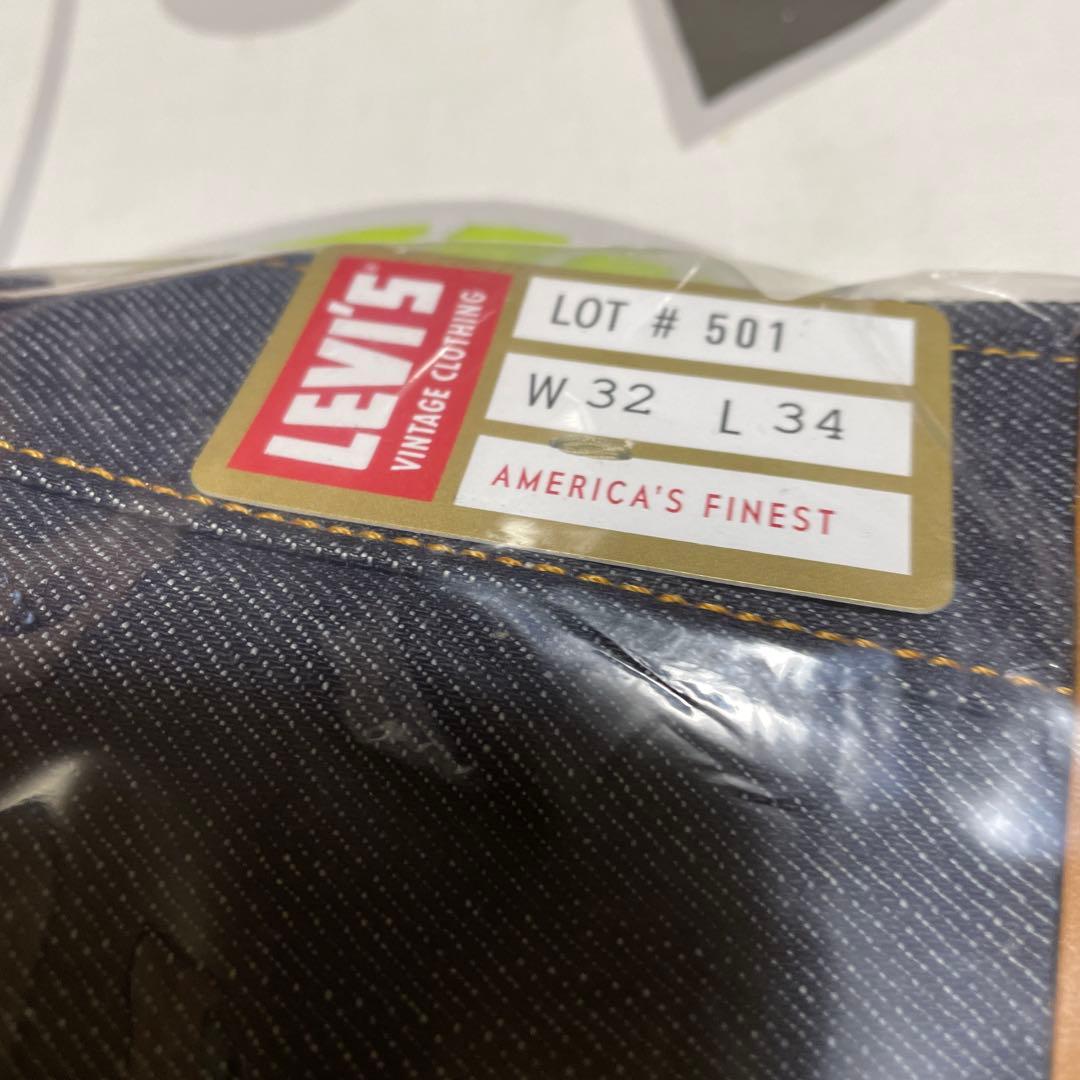 LEVI'S®
VINTAGE CLOTHING
LOT # 501
W 32 L 34
AMERICA'S FINEST